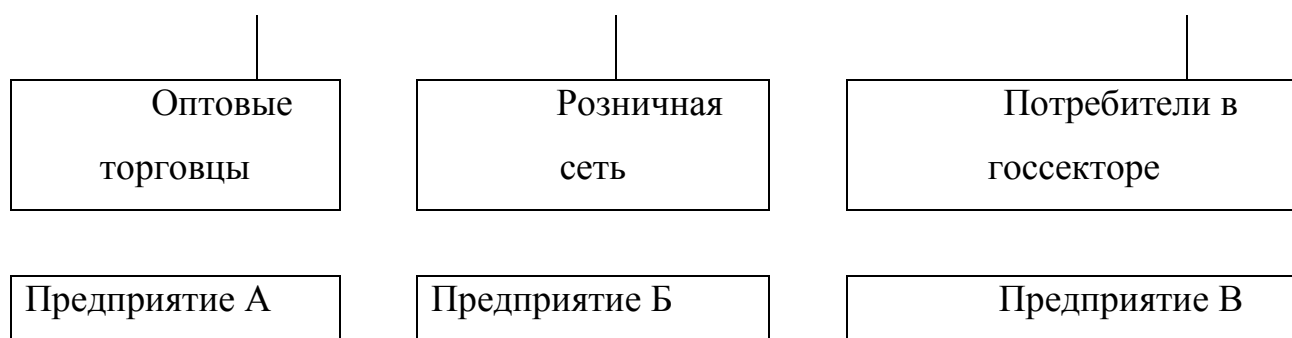 Оптовые
торговцы
Розничная
сеть
Потребители в
госсекторе
Предприятие А
Предприятие Б
Предприятие В